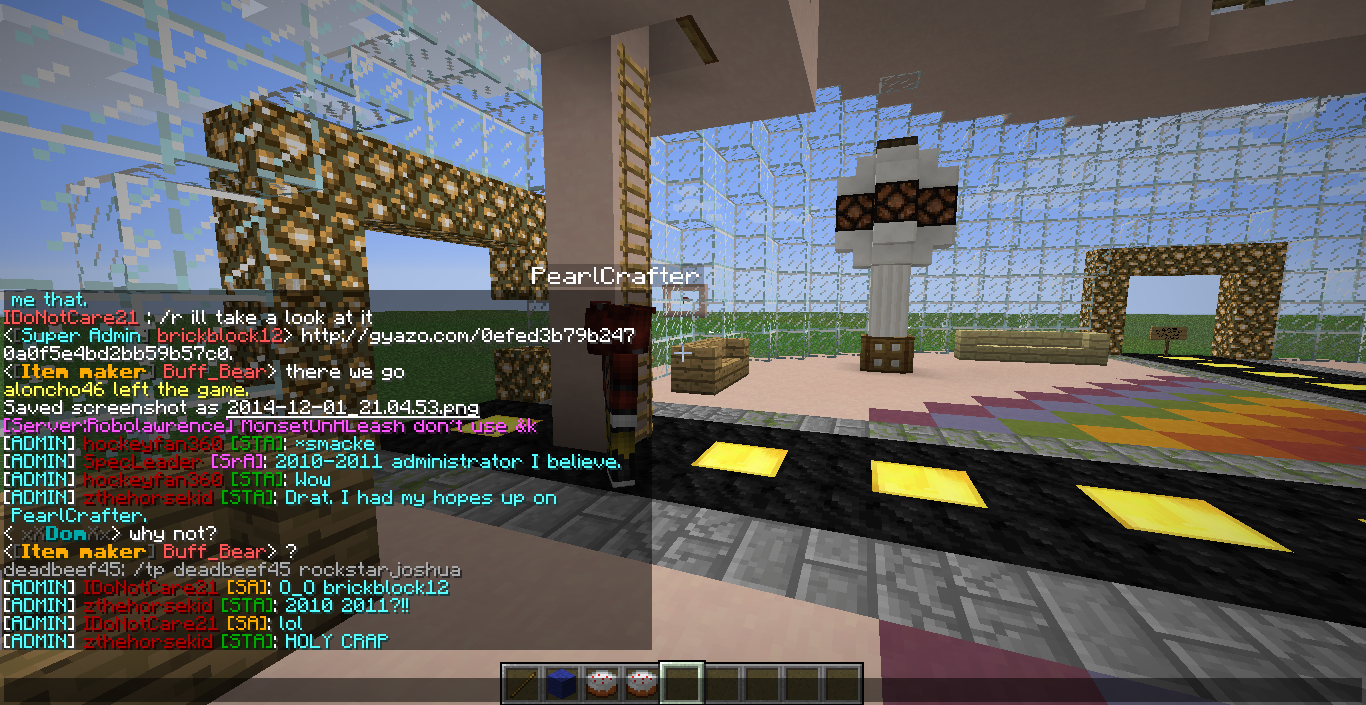 PearlCrafter
me that.
IDoNotCare21 : /r ill take a look at it
<[Super Admin] brickblock12> http://gyazo.com/0efed3b79b247
0a0f5e4bd2bb59b57c0.
<[Item maker] Buff_Bear> there we go
aloncho46 left the game.
Saved screenshot as 2014-12-01_21.04.53.png
[Server:Robolawrence] MonsetUnALeash don't use &k
[ADMIN] hockeyfan360 [STA]: *smacke
[ADMIN] SpecLeader [SrA]: 2010-2011 administrator I believe.
[ADMIN] hockeyfan360 [STA]: Wow
[ADMIN] zthehorsekid [STA]: Drat. I had my hopes up on
PearlCrafter.
< xXDomXx> why not?
<[Item maker] Buff_Bear> ?
deadbeef45: /tp deadbeef45 rockstarjoshua
[ADMIN] IDoNotCare21 [SA]: O_O brickblock12
[ADMIN] zthehorsekid [STA]: 2010 2011?!!
[ADMIN] IDoNotCare21 [SA]: lol
[ADMIN] zthehorsekid [STA]: HOLY CRAP